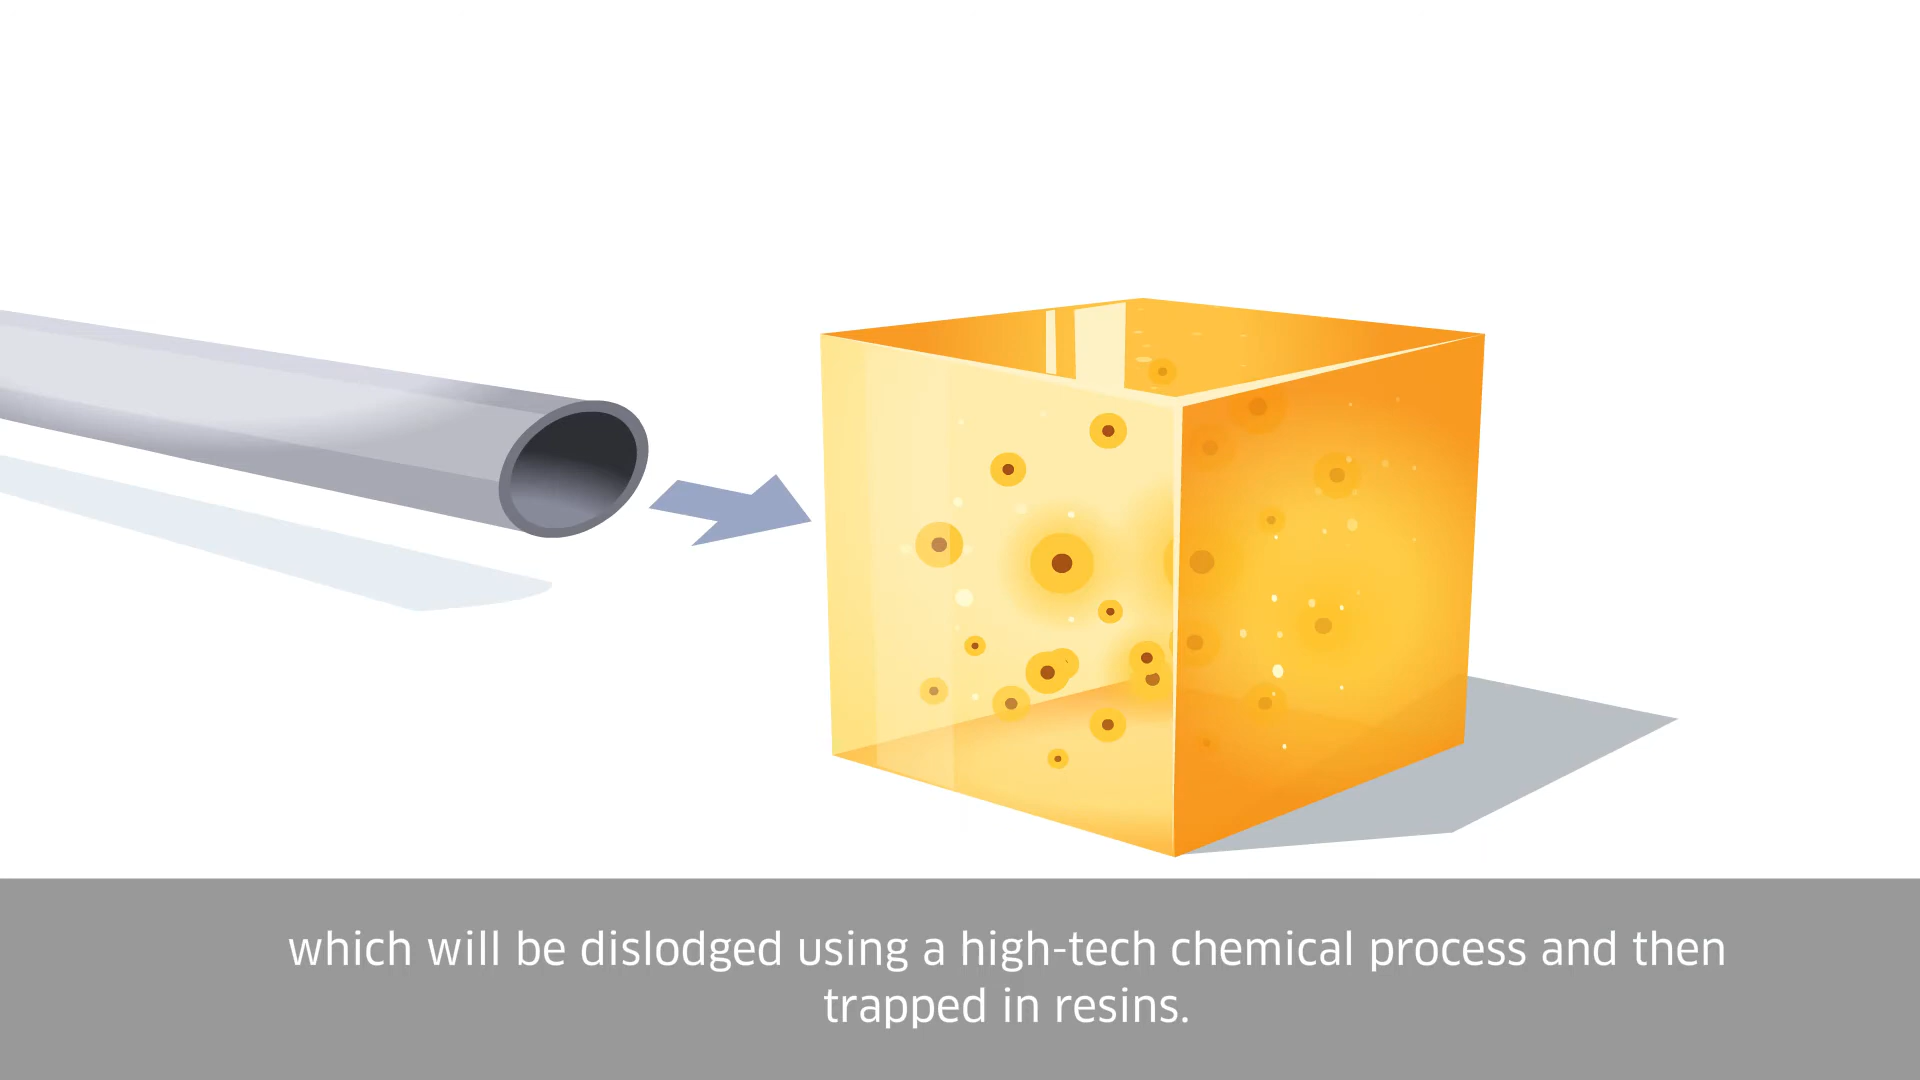 which will be dislodged using a high-tech chemical process and then
trapped in resins.